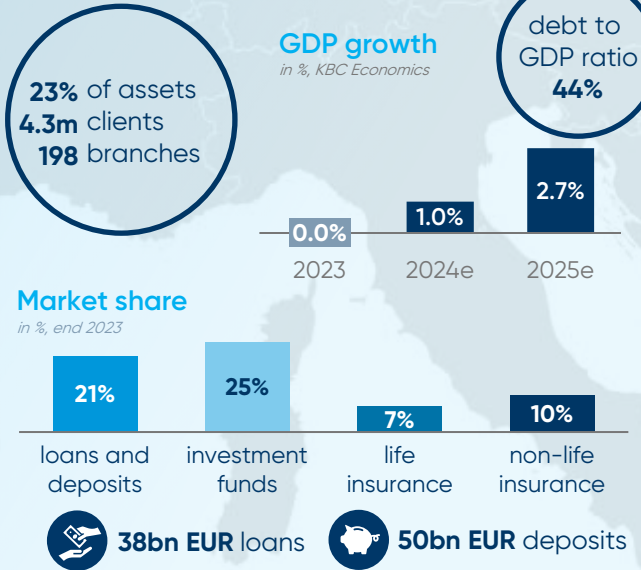 23% of assets
4.3m clients
198 branches
GDP growth
in %, KBC Economics
debt to
GDP ratio
44%
0.0%
1.0%
2.7%
2023
2024e
2025e
Market share
in %, end 2023
21%
25%
7%
10%
loans and
deposits
investment
funds
life
insurance
non-life
insurance
38bn EUR loans
50bn EUR deposits